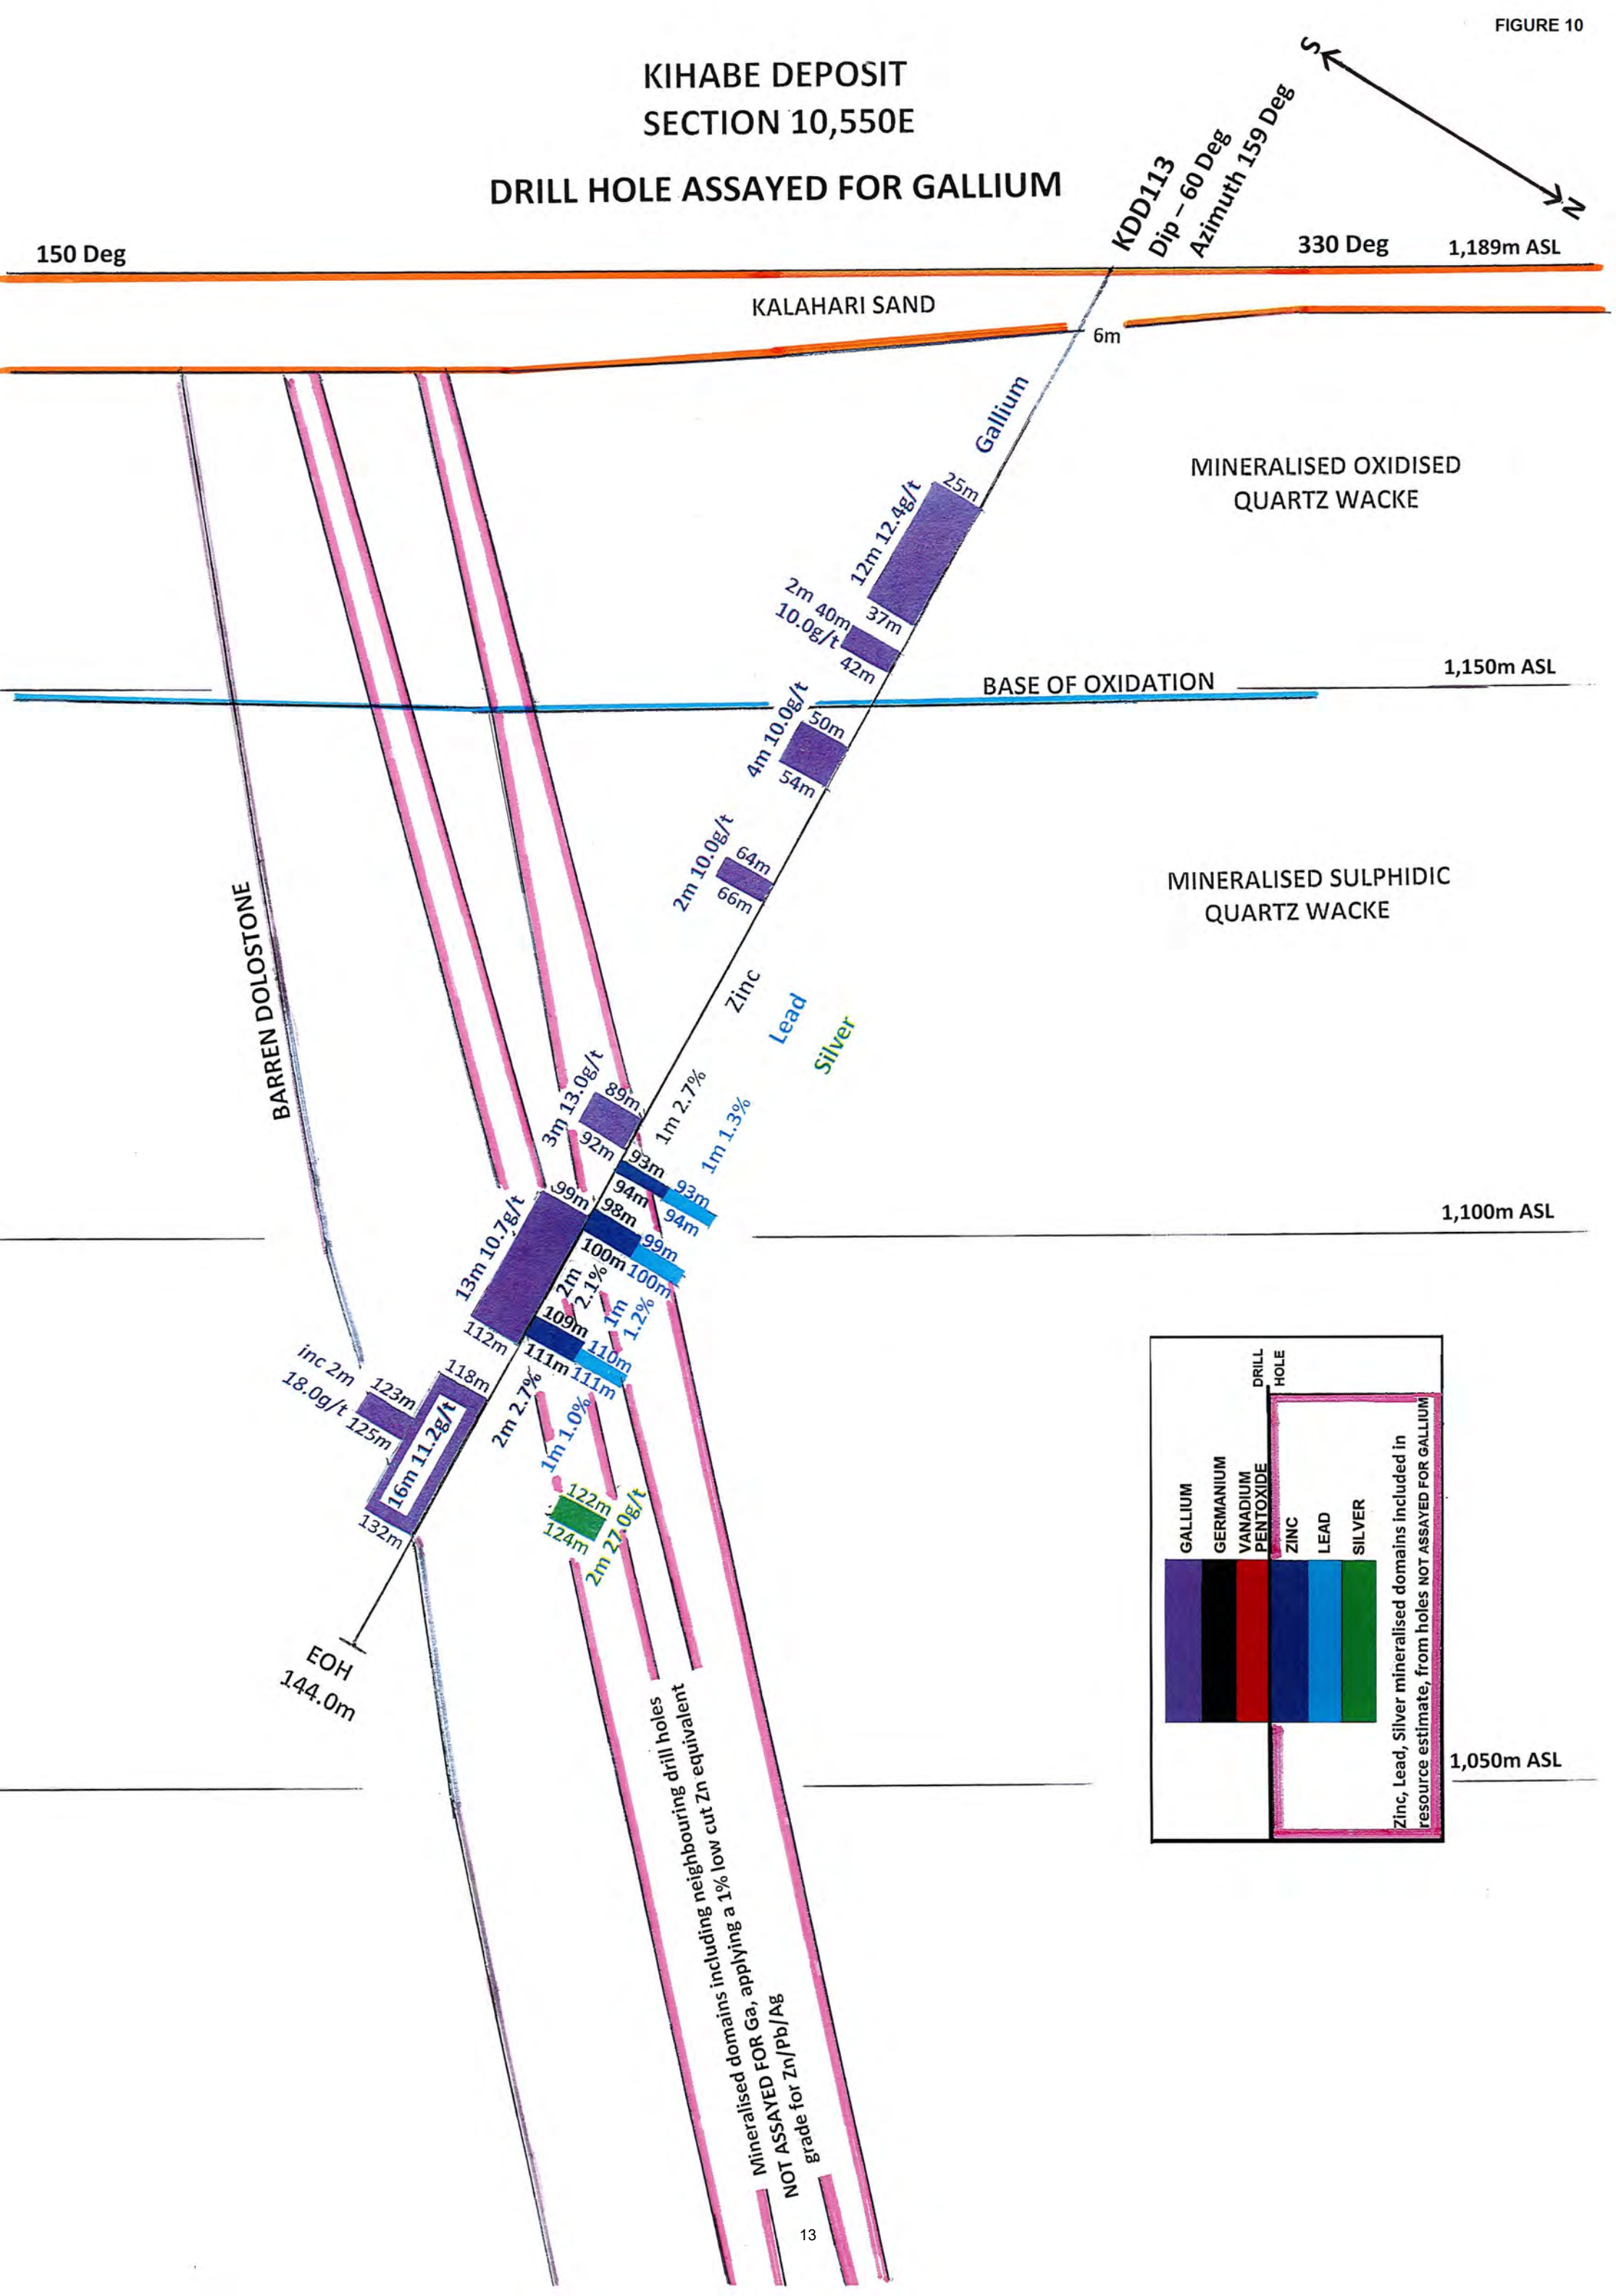 FIGURE 10
KIHABE DEPOSIT
SECTION 10,550E
DRILL HOLE ASSAYED FOR GALLIUM
S
N
KDD113
Dip – 60 Deg
Azimuth 159 Deg
150 Deg
330 Deg
1,189m ASL
KALAHARI SAND
6m
Gallium
MINERALISED OXIDISED
QUARTZ WACKE
25m
12m 12.4g/t
37m
2m 40m
10.0g/t
42m
BASE OF OXIDATION
1,150m ASL
4m 10.0g/t
50m
54m
2m 10.0g/t
64m
66m
MINERALISED SULPHIDIC
QUARTZ WACKE
BARREN DOLOSTONE
Zinc
Lead
Silver
3m 13.0g/t
89m
92m
1m 2.7%
1m 1.3%
93m
94m
93m
94m
99m
13m 10.7g/t
112m
98m
100m
99m
100m
2m
2.1%
1m
1.2%
1,100m ASL
109m
111m
110m
111m
2m 2.7%
1m 1.0%
inc 2m
18.0g/t
123m
125m
118m
16m 11.2g/t
132m
122m
124m
2m 27.0g/t
EOH
144.0m
DRILL
HOLE
GALLIUM
GERMANIUM
VANADIUM
PENTOXIDE
ZINC
LEAD
SILVER
Zinc, Lead, Silver mineralised domains included in
resource estimate, from holes NOT ASSAYED FOR GALLIUM
1,050m ASL
Mineralised domains including neighbouring drill holes
NOT ASSAYED FOR Ga, applying a 1% low cut Zn equivalent
grade for Zn/Pb/Ag
13